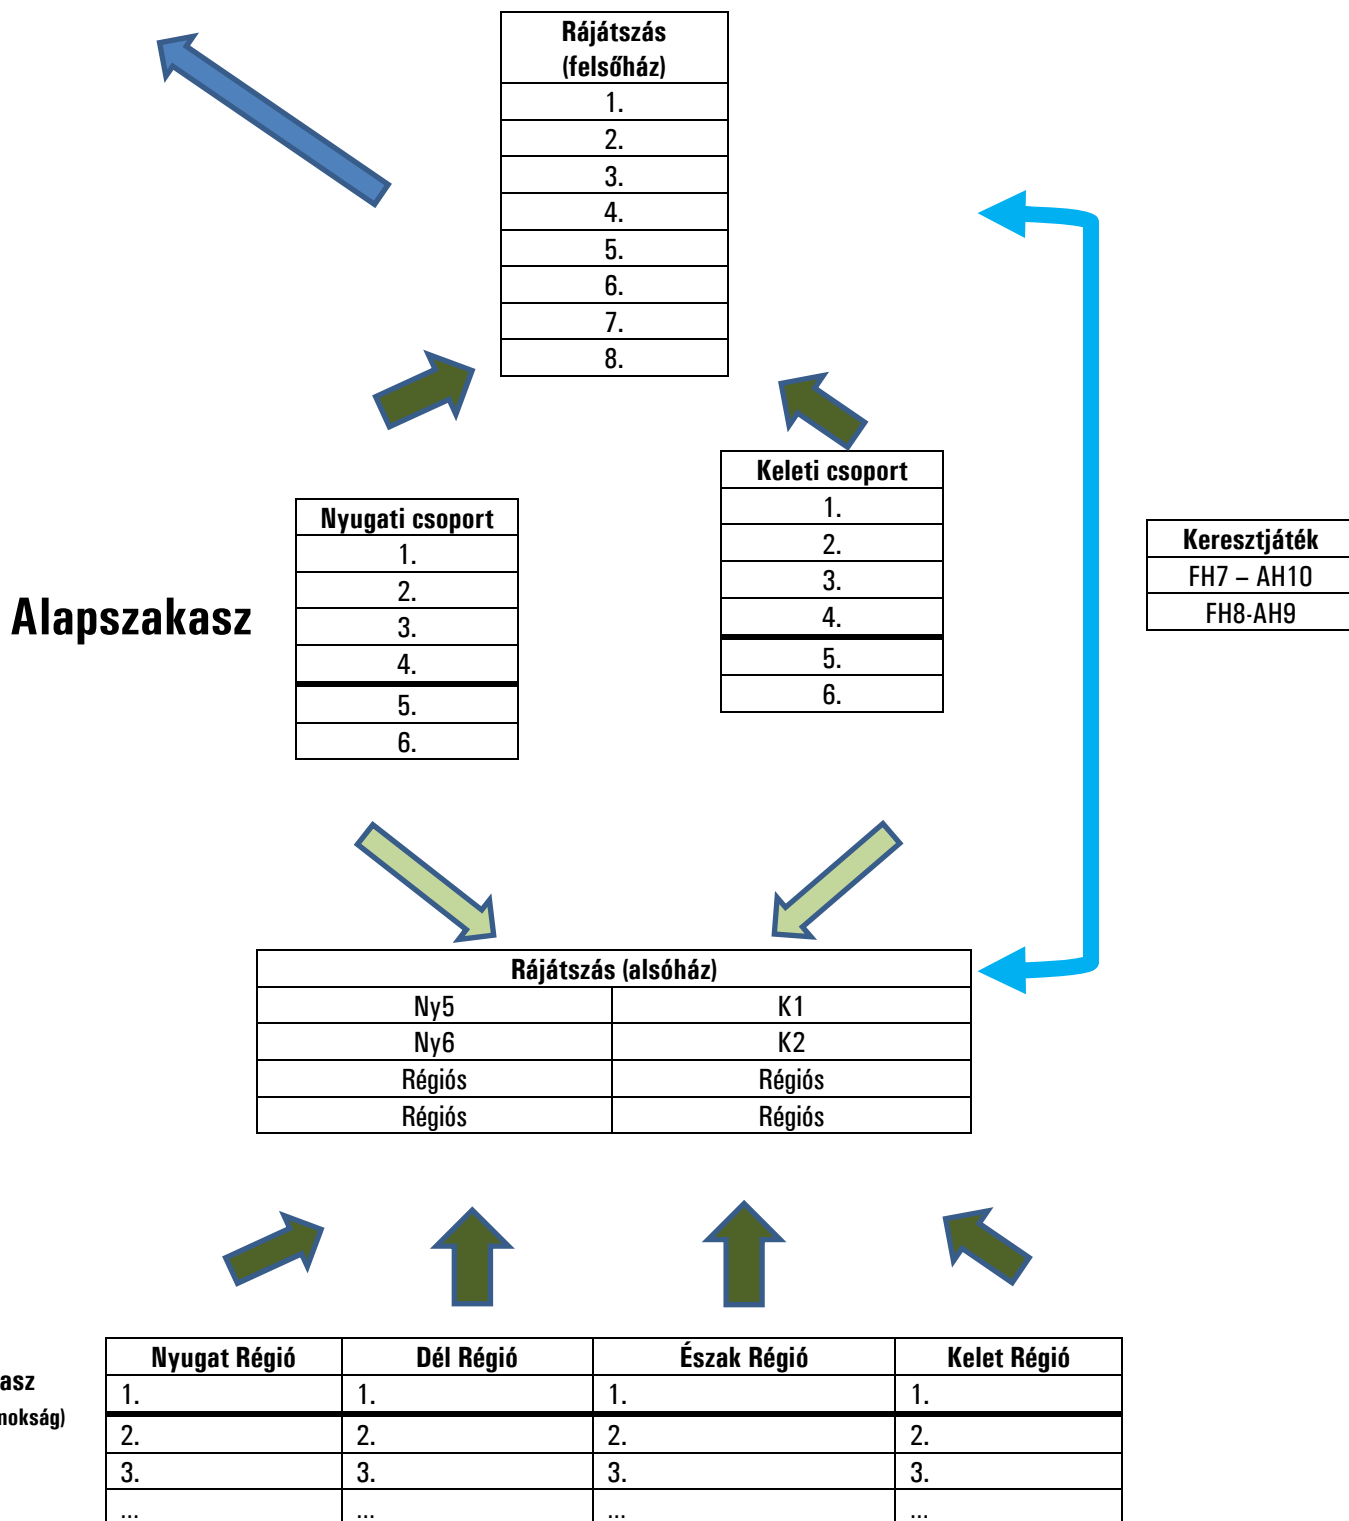 Rájátszás
(felsőház)
1.
2.
3.
4.
5.
6.
7.
8.
Keleti csoport
1.
2.
3.
4.
5.
6.
Nyugati csoport
1.
2.
3.
4.
5.
6.
Alapszakasz
Keresztjáték
FH7 – AH10
FH8-AH9
Rájátszás (alsóház)
Ny5 K1
Ny6 K2
Régiós Régiós
Régiós Régiós
asz
nokság)
Nyugat Régió Dél Régió Észak Régió Kelet Régió
1. 1. 1. 1.
2. 2. 2. 2.
3. 3. 3. 3.
... ... ... ...